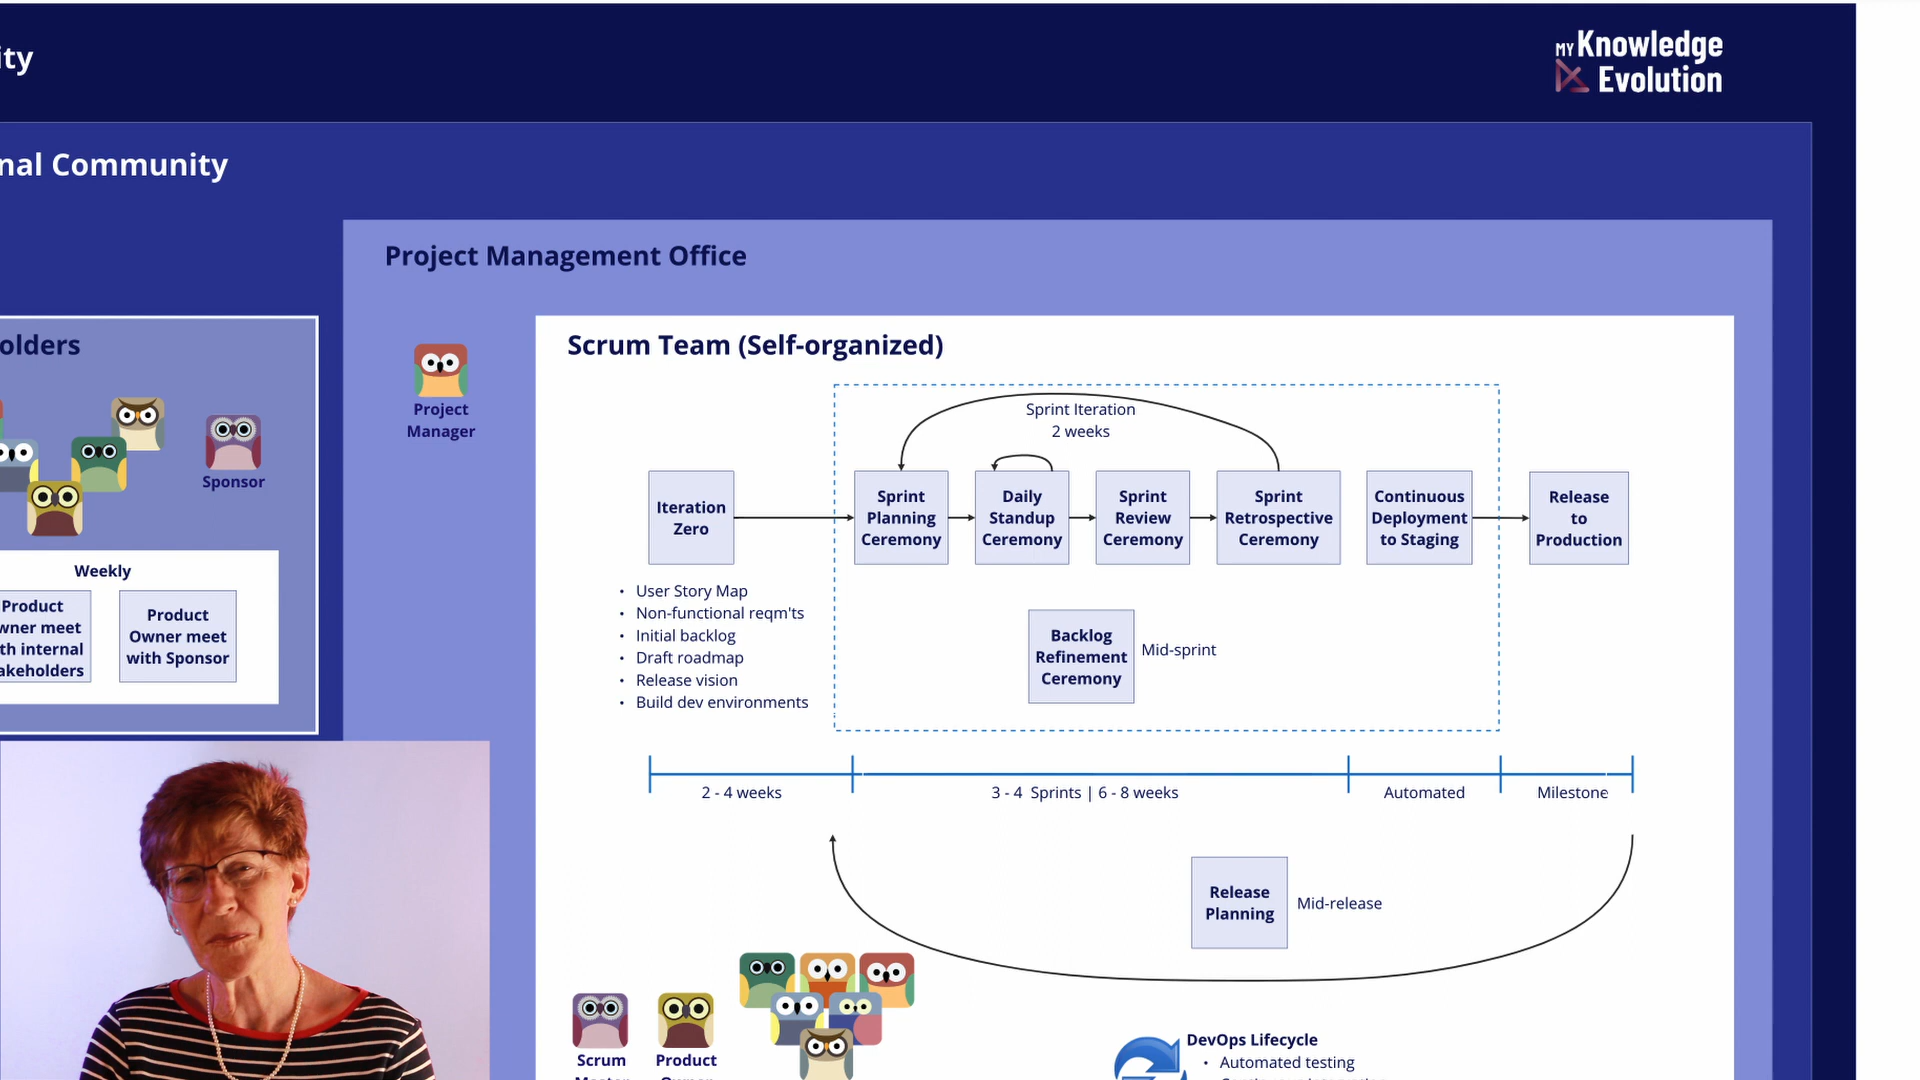 ity
MY Knowledge
Evolution
nal Community
Project Management Office
olders
Sponsor
Weekly
Product
wner meet
th internal
akeholders
Product
Owner meet
with Sponsor
Project
Manager
Scrum Team (Self-organized)
Sprint Iteration
2 weeks
Iteration
Zero
Sprint
Planning
Ceremony
Daily
Standup
Ceremony
Sprint
Review
Ceremony
Sprint
Retrospective
Ceremony
Continuous
Deployment
to Staging
Release
to
Production
• User Story Map
• Non-functional reqm'ts
• Initial backlog
• Draft roadmap
• Release vision
• Build dev environments
Backlog
Refinement
Ceremony
Mid-sprint
2 - 4 weeks
3 - 4 Sprints | 6 - 8 weeks
Automated
Milestone
Release
Planning
Mid-release
Scrum
Product
DevOps Lifecycle
• Automated testing